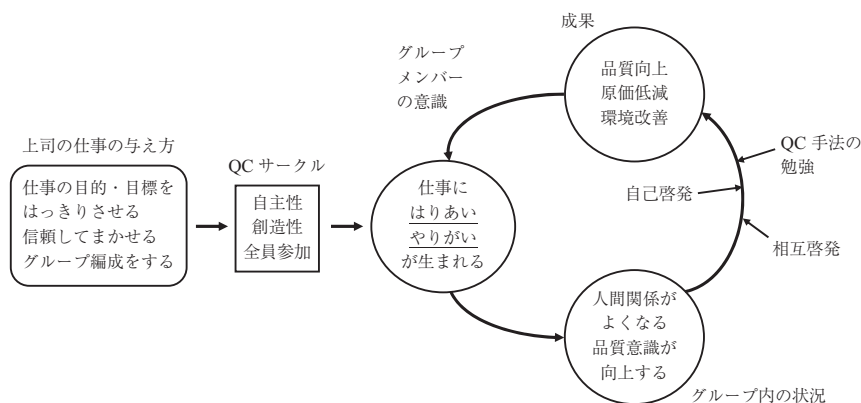 上司の仕事の与え方
仕事の目的・目標を
はっきりさせる
信頼してまかせる
グループ編成をする
QC サークル
自主性
創造性
全員参加
グループ
メンバー
の意識
仕事に
はりあい
やりがい
が生まれる
成果
品質向上
原価低減
環境改善
QC 手法の
勉強
自己啓発
相互啓発
人間関係が
よくなる
品質意識が
向上する
グループ内の状況